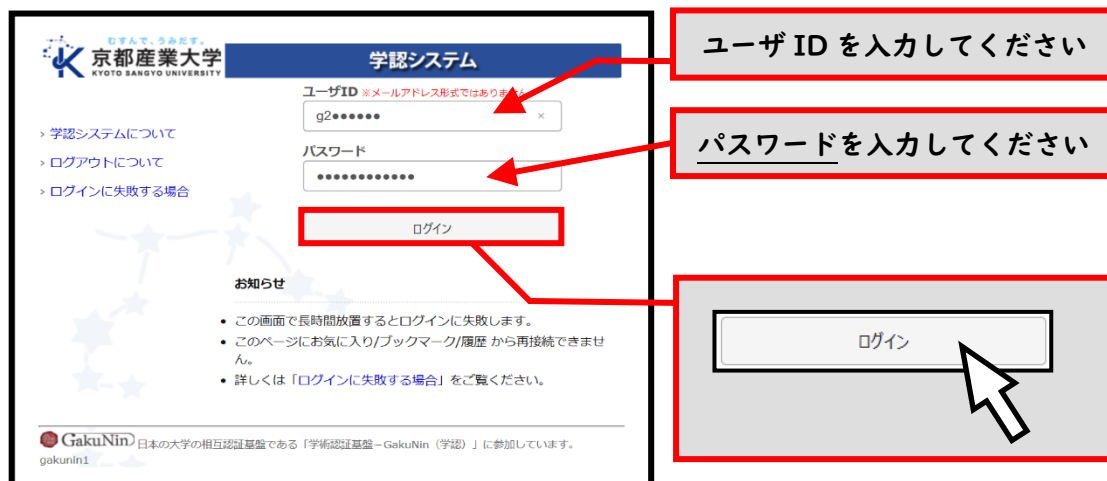 むすんで、うみだす。
京都産業大学
KYOTO SANGYO UNIVERSITY
学認システム
ユーザID ※メールアドレス形式ではありません
g2●●●●●● ×
パスワード
●●●●●●●●●●●●
ログイン
› 学認システムについて
› ログアウトについて
› ログインに失敗する場合
お知らせ
• この画面で長時間放置するとログインに失敗します。
• このページにお気に入り/ブックマーク/履歴 から再接続できませ
ん。
• 詳しくは「ログインに失敗する場合」をご覧ください。
GakuNin 日本の大学の相互認証基盤である「学術認証基盤－GakuNin（学認）」に参加しています。
gakunin1
ユーザ ID を入力してください
パスワードを入力してください
ログイン